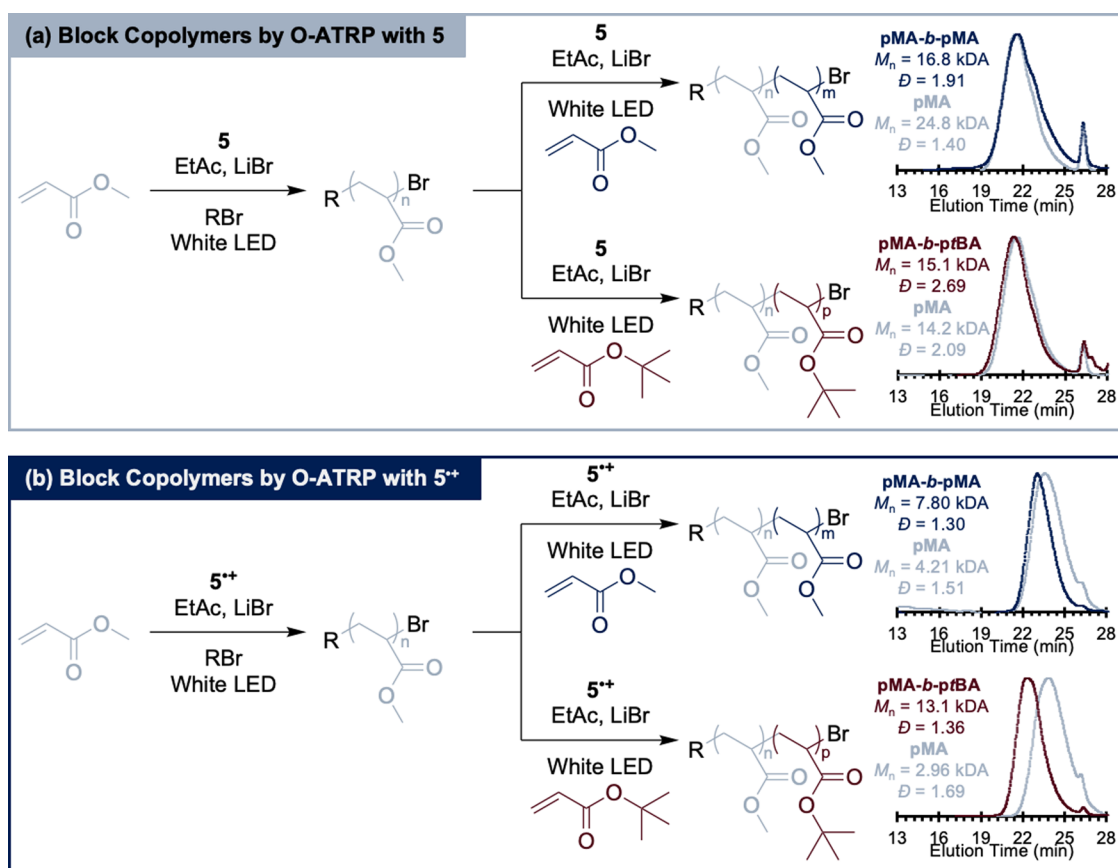 (a) Block Copolymers by O-ATRP with 5
5
EtAc, LiBr
RBr
White LED
O
O
R
n
Br
O
O
5
EtAc, LiBr
White LED
O
O
R
n
m
Br
O
O
O
O
pMA-b-pMA
Mn = 16.8 kDA
Đ = 1.91
pMA
Mn = 24.8 kDA
Đ = 1.40
13 16 19 22 25 28
Elution Time (min)
5
EtAc, LiBr
White LED
O
O
R
n
p
Br
O
O
O
O
pMA-b-ptBA
Mn = 15.1 kDA
Đ = 2.69
pMA
Mn = 14.2 kDA
Đ = 2.09
13 16 19 22 25 28
Elution Time (min)
(b) Block Copolymers by O-ATRP with 5•+
5•+
EtAc, LiBr
RBr
White LED
O
O
R
n
Br
O
O
5•+
EtAc, LiBr
White LED
O
O
R
n
m
Br
O
O
O
O
pMA-b-pMA
Mn = 7.80 kDA
Đ = 1.30
pMA
Mn = 4.21 kDA
Đ = 1.51
13 16 19 22 25 28
Elution Time (min)
5•+
EtAc, LiBr
White LED
O
O
R
n
p
Br
O
O
O
O
pMA-b-ptBA
Mn = 13.1 kDA
Đ = 1.36
pMA
Mn = 2.96 kDA
Đ = 1.69
13 16 19 22 25 28
Elution Time (min)